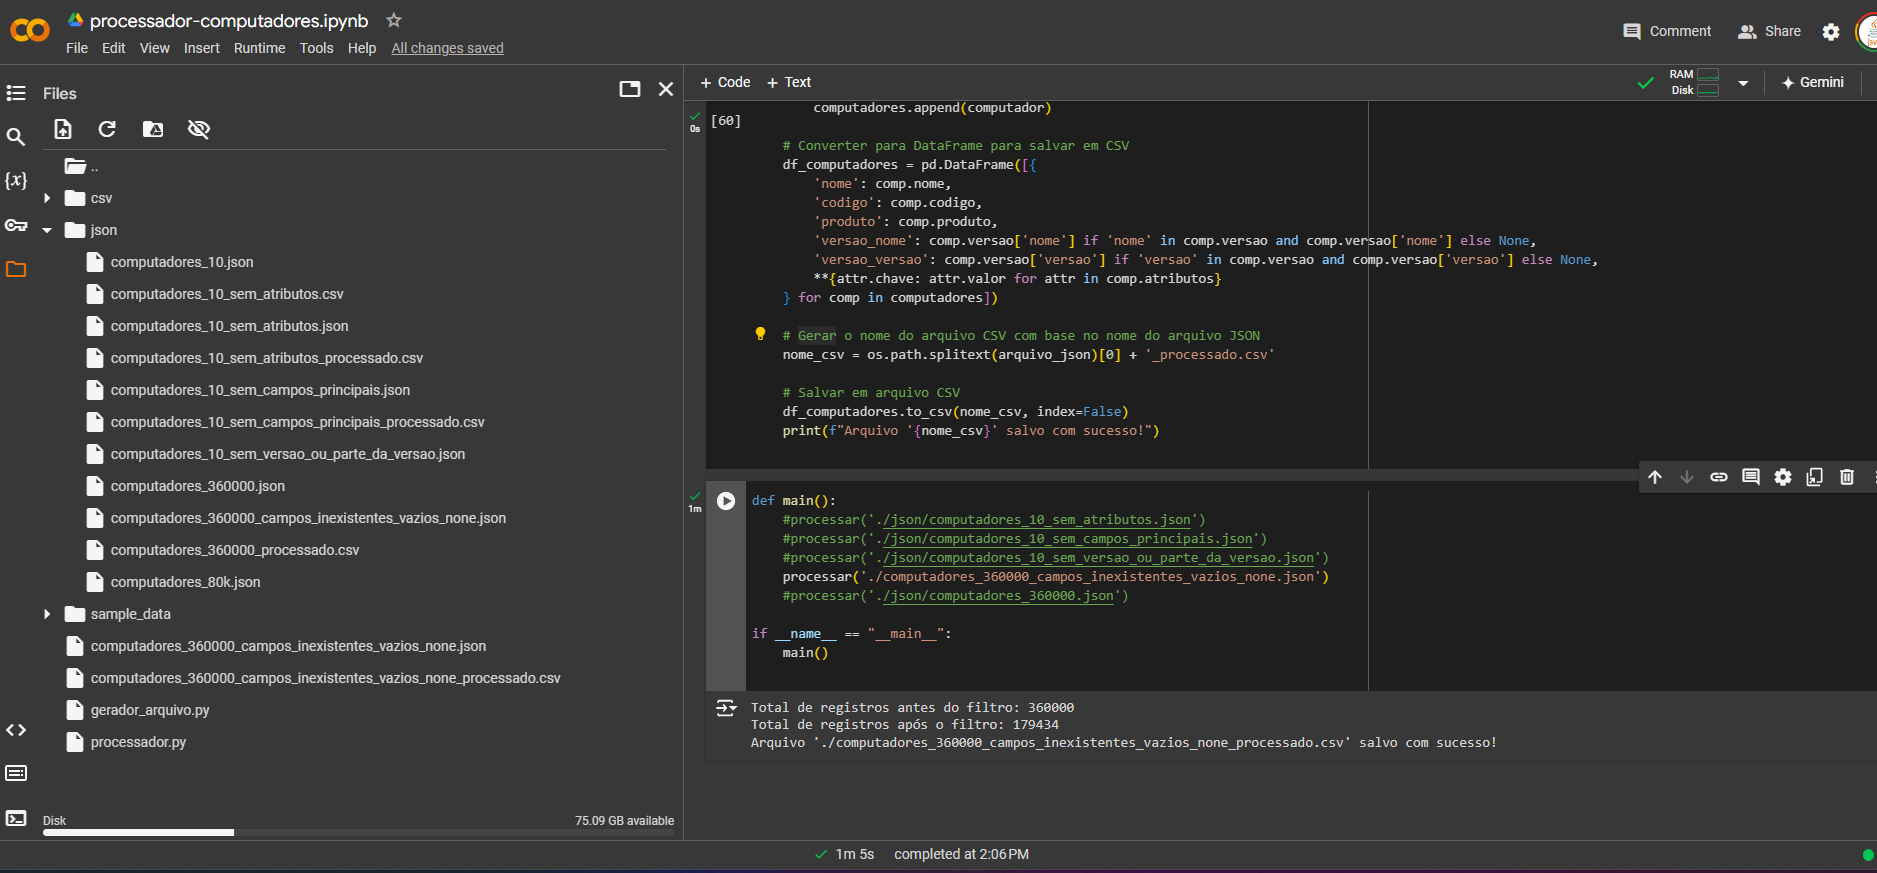 processador-computadores.ipynb
File Edit View Insert Runtime Tools Help All changes saved
Comment
Share
Files
..
csv
json
computadores_10.json
computadores_10_sem_atributos.csv
computadores_10_sem_atributos.json
computadores_10_sem_atributos_processado.csv
computadores_10_sem_campos_principais.json
computadores_10_sem_campos_principais_processado.csv
computadores_10_sem_versao_ou_parte_da_versao.json
computadores_360000.json
computadores_360000_campos_inexistentes_vazios_none.json
computadores_360000_processado.csv
computadores_80k.json
sample_data
computadores_360000_campos_inexistentes_vazios_none.json
computadores_360000_campos_inexistentes_vazios_none_processado.csv
gerador_arquivo.py
processador.py
Disk 75.09 GB available
+ Code + Text
RAM
Disk
Gemini
0s
[60]
computadores.append(computador)
# Converter para DataFrame para salvar em CSV
df_computadores = pd.DataFrame([{
'nome': comp.nome,
'codigo': comp.codigo,
'produto': comp.produto,
'versao_nome': comp.versao['nome'] if 'nome' in comp.versao and comp.versao['nome'] else None,
'versao_versao': comp.versao['versao'] if 'versao' in comp.versao and comp.versao['versao'] else None,
**{attr.chave: attr.valor for attr in comp.atributos}
} for comp in computadores])
# Gerar o nome do arquivo CSV com base no nome do arquivo JSON
nome_csv = os.path.splitext(arquivo_json)[0] + '_processado.csv'
# Salvar em arquivo CSV
df_computadores.to_csv(nome_csv, index=False)
print(f"Arquivo '{nome_csv}' salvo com sucesso!")
1m
def main():
#processar('./json/computadores_10_sem_atributos.json')
#processar('./json/computadores_10_sem_campos_principais.json')
#processar('./json/computadores_10_sem_versao_ou_parte_da_versao.json')
processar('./computadores_360000_campos_inexistentes_vazios_none.json')
#processar('./json/computadores_360000.json')
if __name__ == "__main__":
main()
Total de registros antes do filtro: 360000
Total de registros após o filtro: 179434
Arquivo './computadores_360000_campos_inexistentes_vazios_none_processado.csv' salvo com sucesso!
1m 5s completed at 2:06 PM